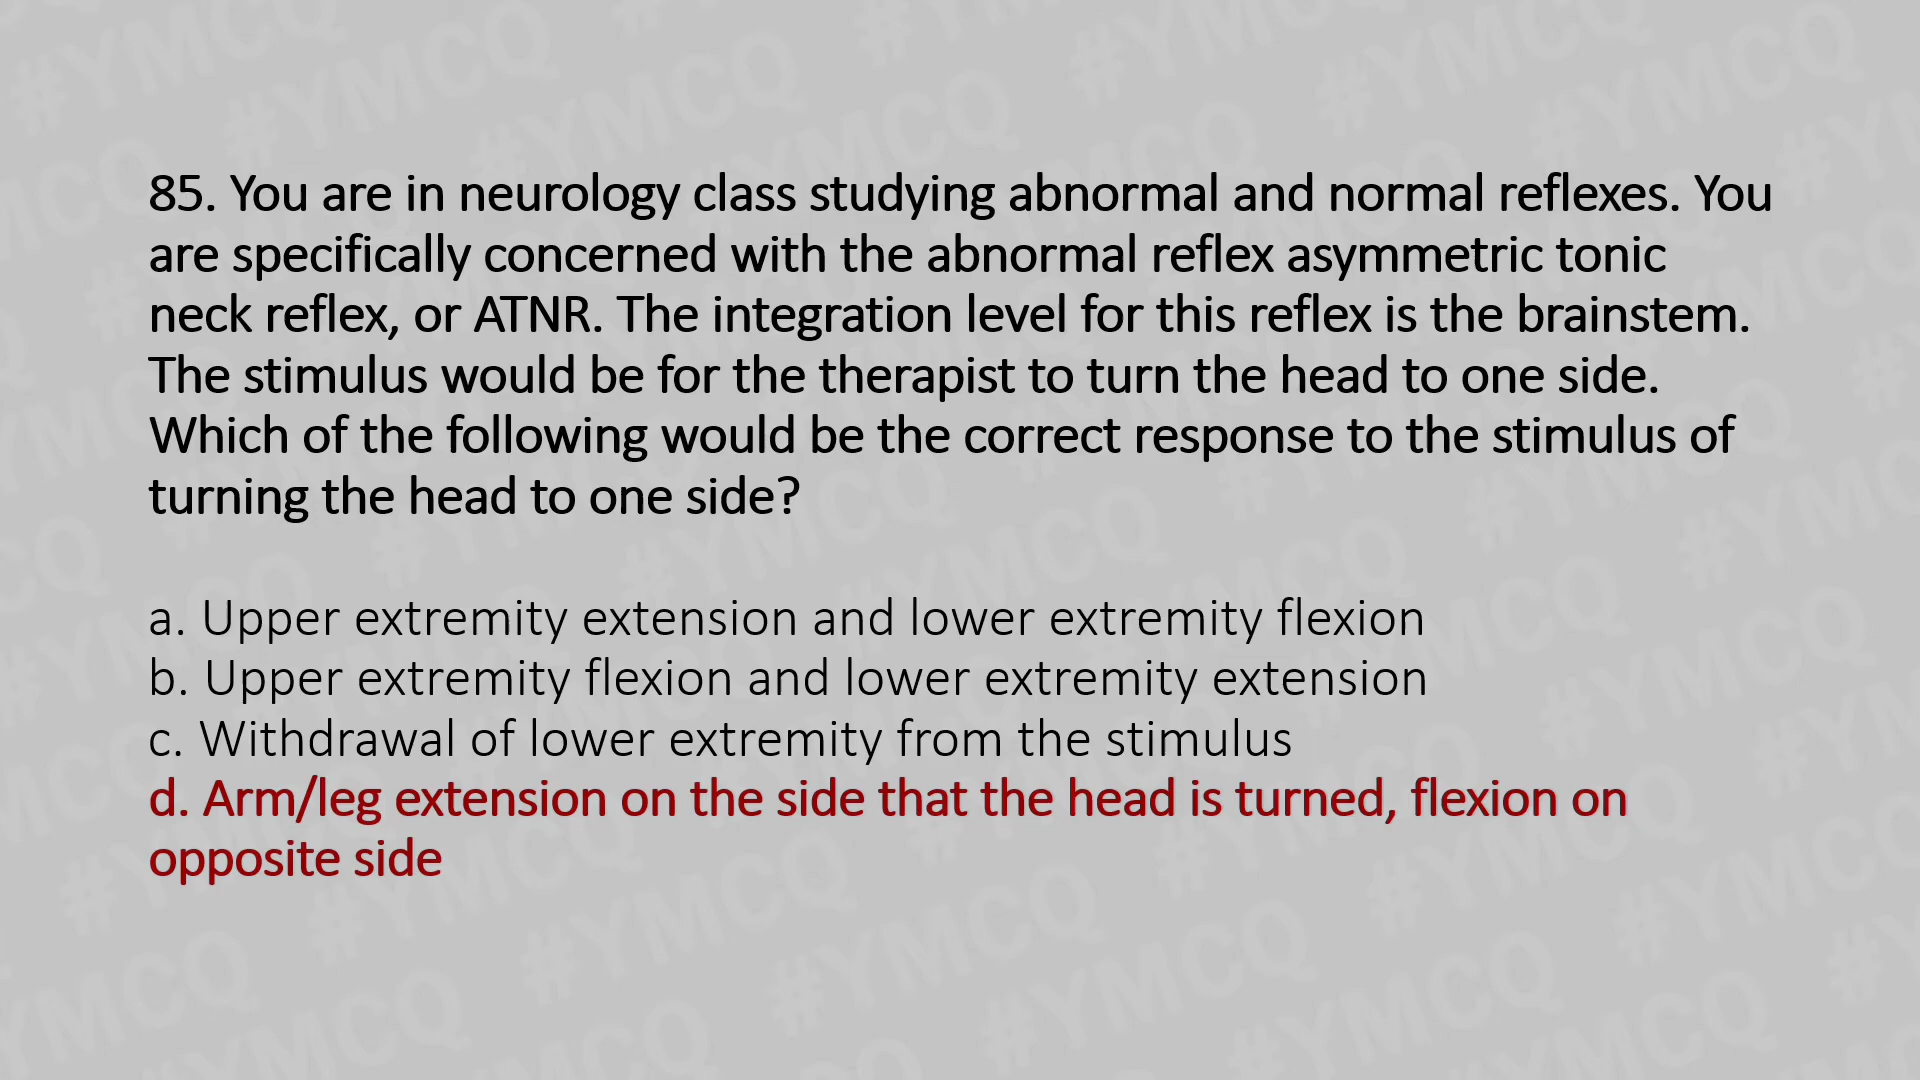 85. You are in neurology class studying abnormal and normal reflexes. You
are specifically concerned with the abnormal reflex asymmetric tonic
neck reflex, or ATNR. The integration level for this reflex is the brainstem.
The stimulus would be for the therapist to turn the head to one side.
Which of the following would be the correct response to the stimulus of
turning the head to one side?
a. Upper extremity extension and lower extremity flexion
b. Upper extremity flexion and lower extremity extension
c. Withdrawal of lower extremity from the stimulus
d. Arm/leg extension on the side that the head is turned, flexion on
opposite side
#YMCQ